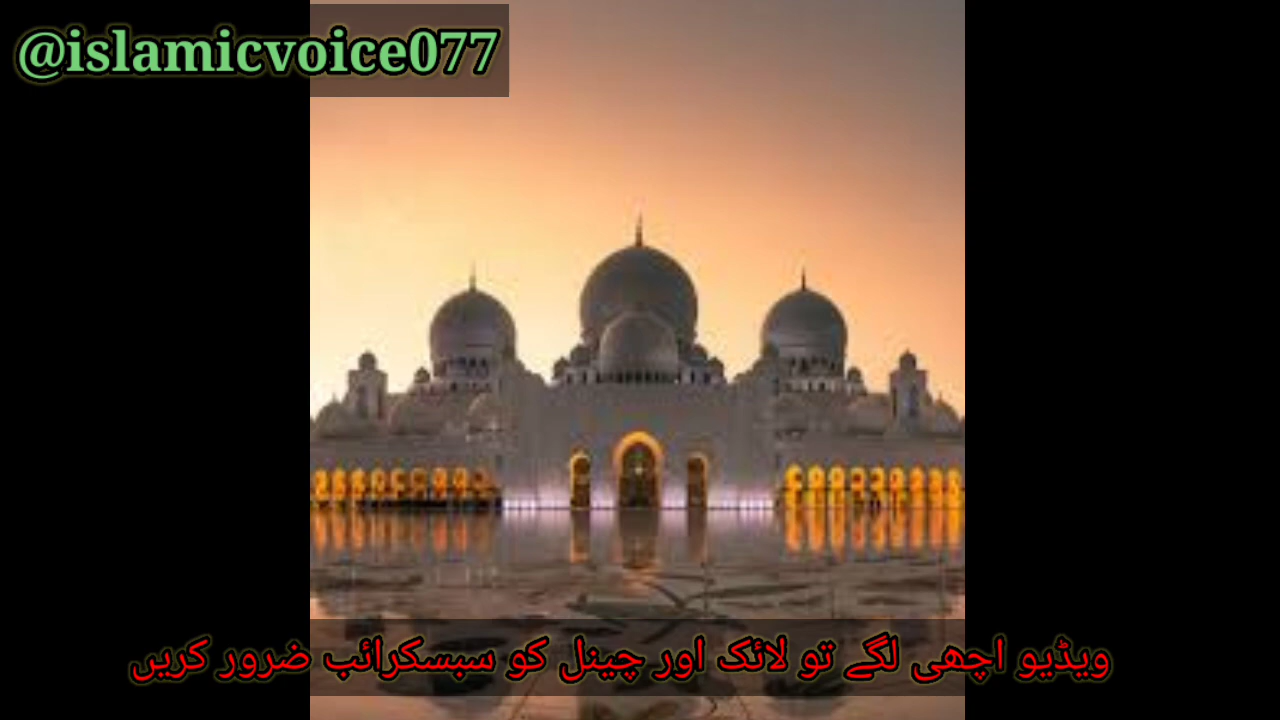 @islamicvoice077
ویڈیو اچھی لگے تو لائک اور چینل کو سبسکرائب ضرور کریں